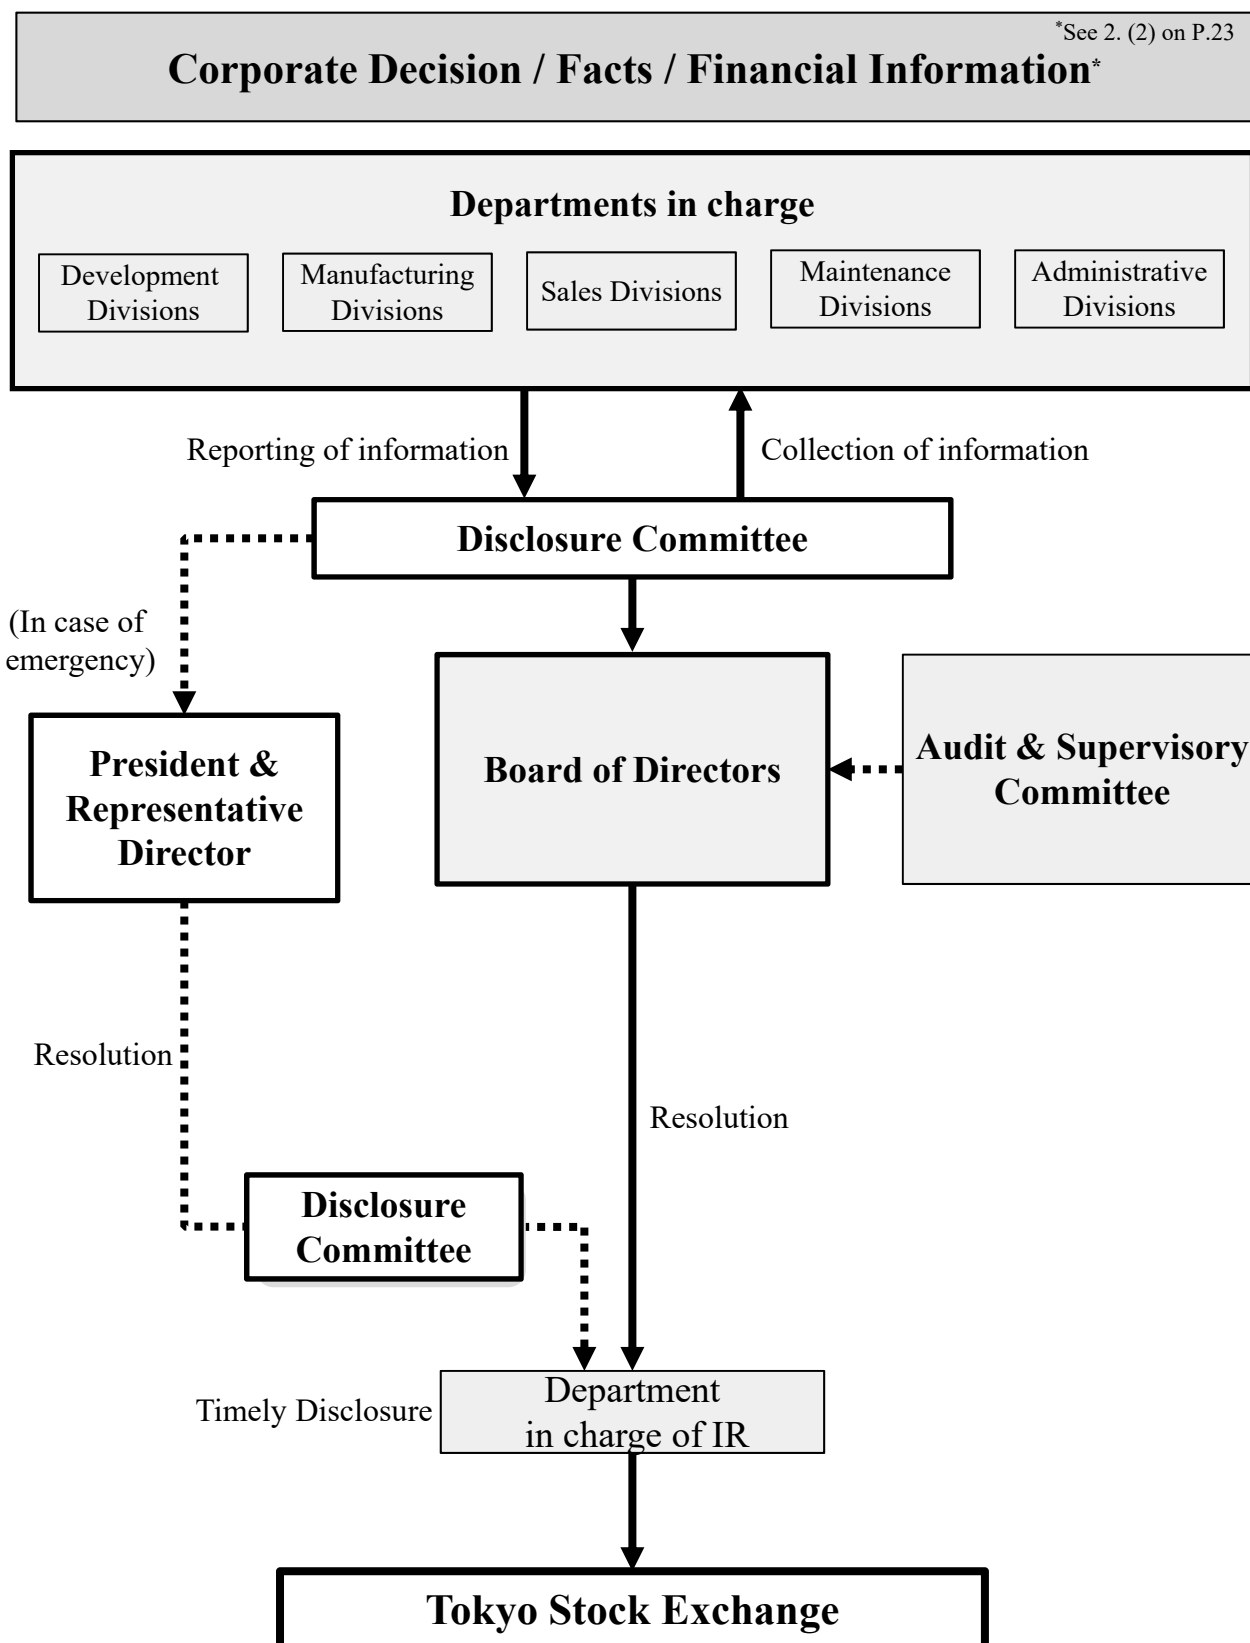 *See 2. (2) on P.23
Corporate Decision / Facts / Financial Information*
Departments in charge
Development
Divisions
Manufacturing
Divisions
Sales Divisions
Maintenance
Divisions
Administrative
Divisions
Reporting of information
Collection of information
Disclosure Committee
(In case of
emergency)
President &
Representative
Director
Board of Directors
Audit & Supervisory
Committee
Resolution
Resolution
Disclosure
Committee
Timely Disclosure
Department
in charge of IR
Tokyo Stock Exchange